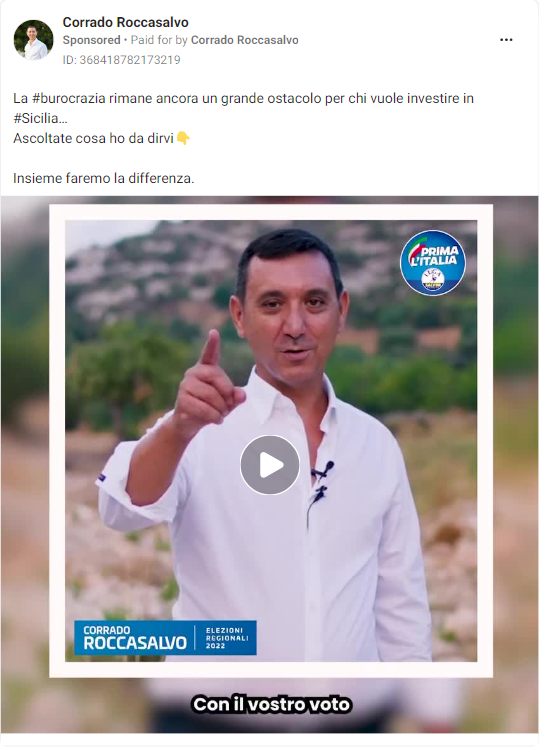 Corrado Roccasalvo
Sponsored • Paid for by Corrado Roccasalvo
ID: 368418782173219
La #burocrazia rimane ancora un grande ostacolo per chi vuole investire in
#Sicilia...
Ascoltate cosa ho da dirvi👇
Insieme faremo la differenza.
PRIMA
L'ITALIA
LEGA
SALVINI
CORRADO
ROCCASALVO
ELEZIONI
REGIONALI
2022
Con il vostro voto